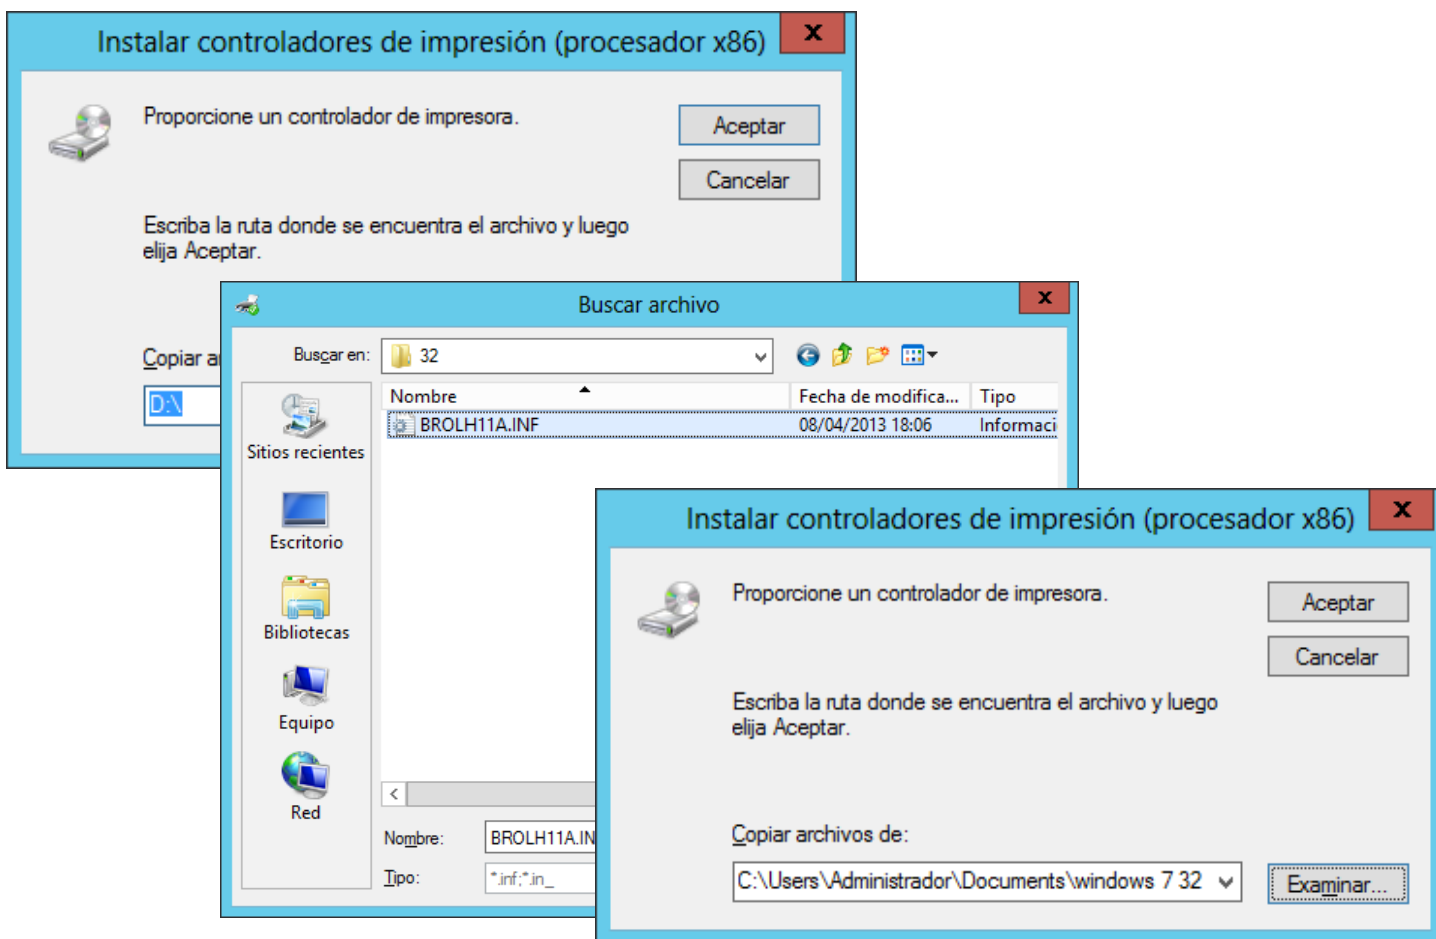 Instalar controladores de impresión (procesador x86)
x
Proporcione un controlador de impresora.
Aceptar
Cancelar
Escriba la ruta donde se encuentra el archivo y luego
elija Aceptar.
Copiar
D:\
Buscar archivo
x
Buscar en:
32
Nombre
Fecha de modifica...
Tipo
BROLH11A.INF
08/04/2013 18:06
Informaci
Sitios recientes
Escritorio
Bibliotecas
Equipo
Red
Nombre:
BROLH11A.IN
Tipo:
*.inf;*.in_
Instalar controladores de impresión (procesador x86)
x
Proporcione un controlador de impresora.
Aceptar
Cancelar
Escriba la ruta donde se encuentra el archivo y luego
elija Aceptar.
Copiar archivos de:
C:\Users\Administrador\Documents\windows 7 32
Examinar...